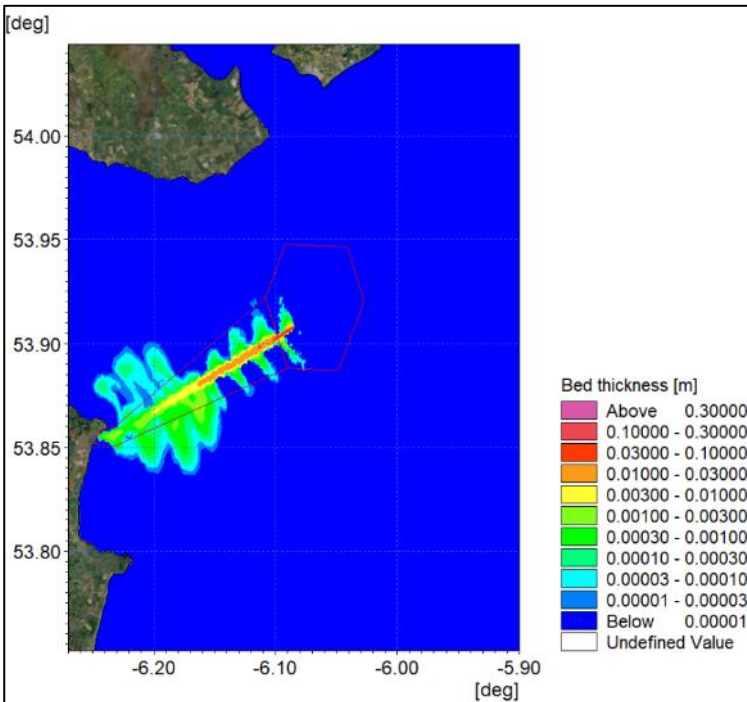 [deg]
54.00
53.95
53.90
53.85
53.80
-6.20 -6.10 -6.00 -5.90
[deg]
Bed thickness [m]
Above 0.30000
0.10000 - 0.30000
0.03000 - 0.10000
0.01000 - 0.03000
0.00300 - 0.01000
0.00100 - 0.00300
0.00030 - 0.00100
0.00010 - 0.00030
0.00003 - 0.00010
0.00001 - 0.00003
Below 0.00001
Undefined Value